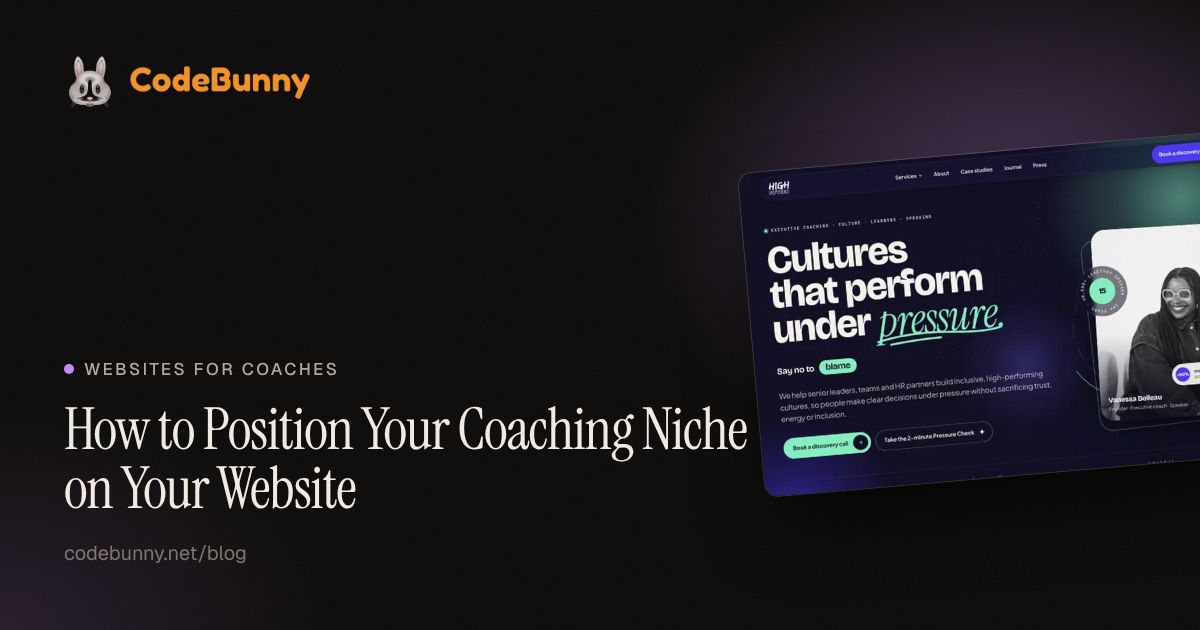 CodeBunny
WEBSITES FOR COACHES
How to Position Your Coaching Niche
on Your Website
codebunny.net/blog
HIGH
Services
About
Case studies
Journal
Press
Book a discovery
EXECUTIVE COACHING · CULTURE · LEARNING · SPEAKING
Cultures
that perform
under pressure.
Say no to blame
We help senior leaders, teams and HR partners build inclusive, high-performing
cultures, so people make clear decisions under pressure without sacrificing trust,
energy or inclusion.
Book a discovery call
Take the 2-minute Pressure Check
15
+90%
Vanessa Belleau
Founder · Executive coach · Speaker